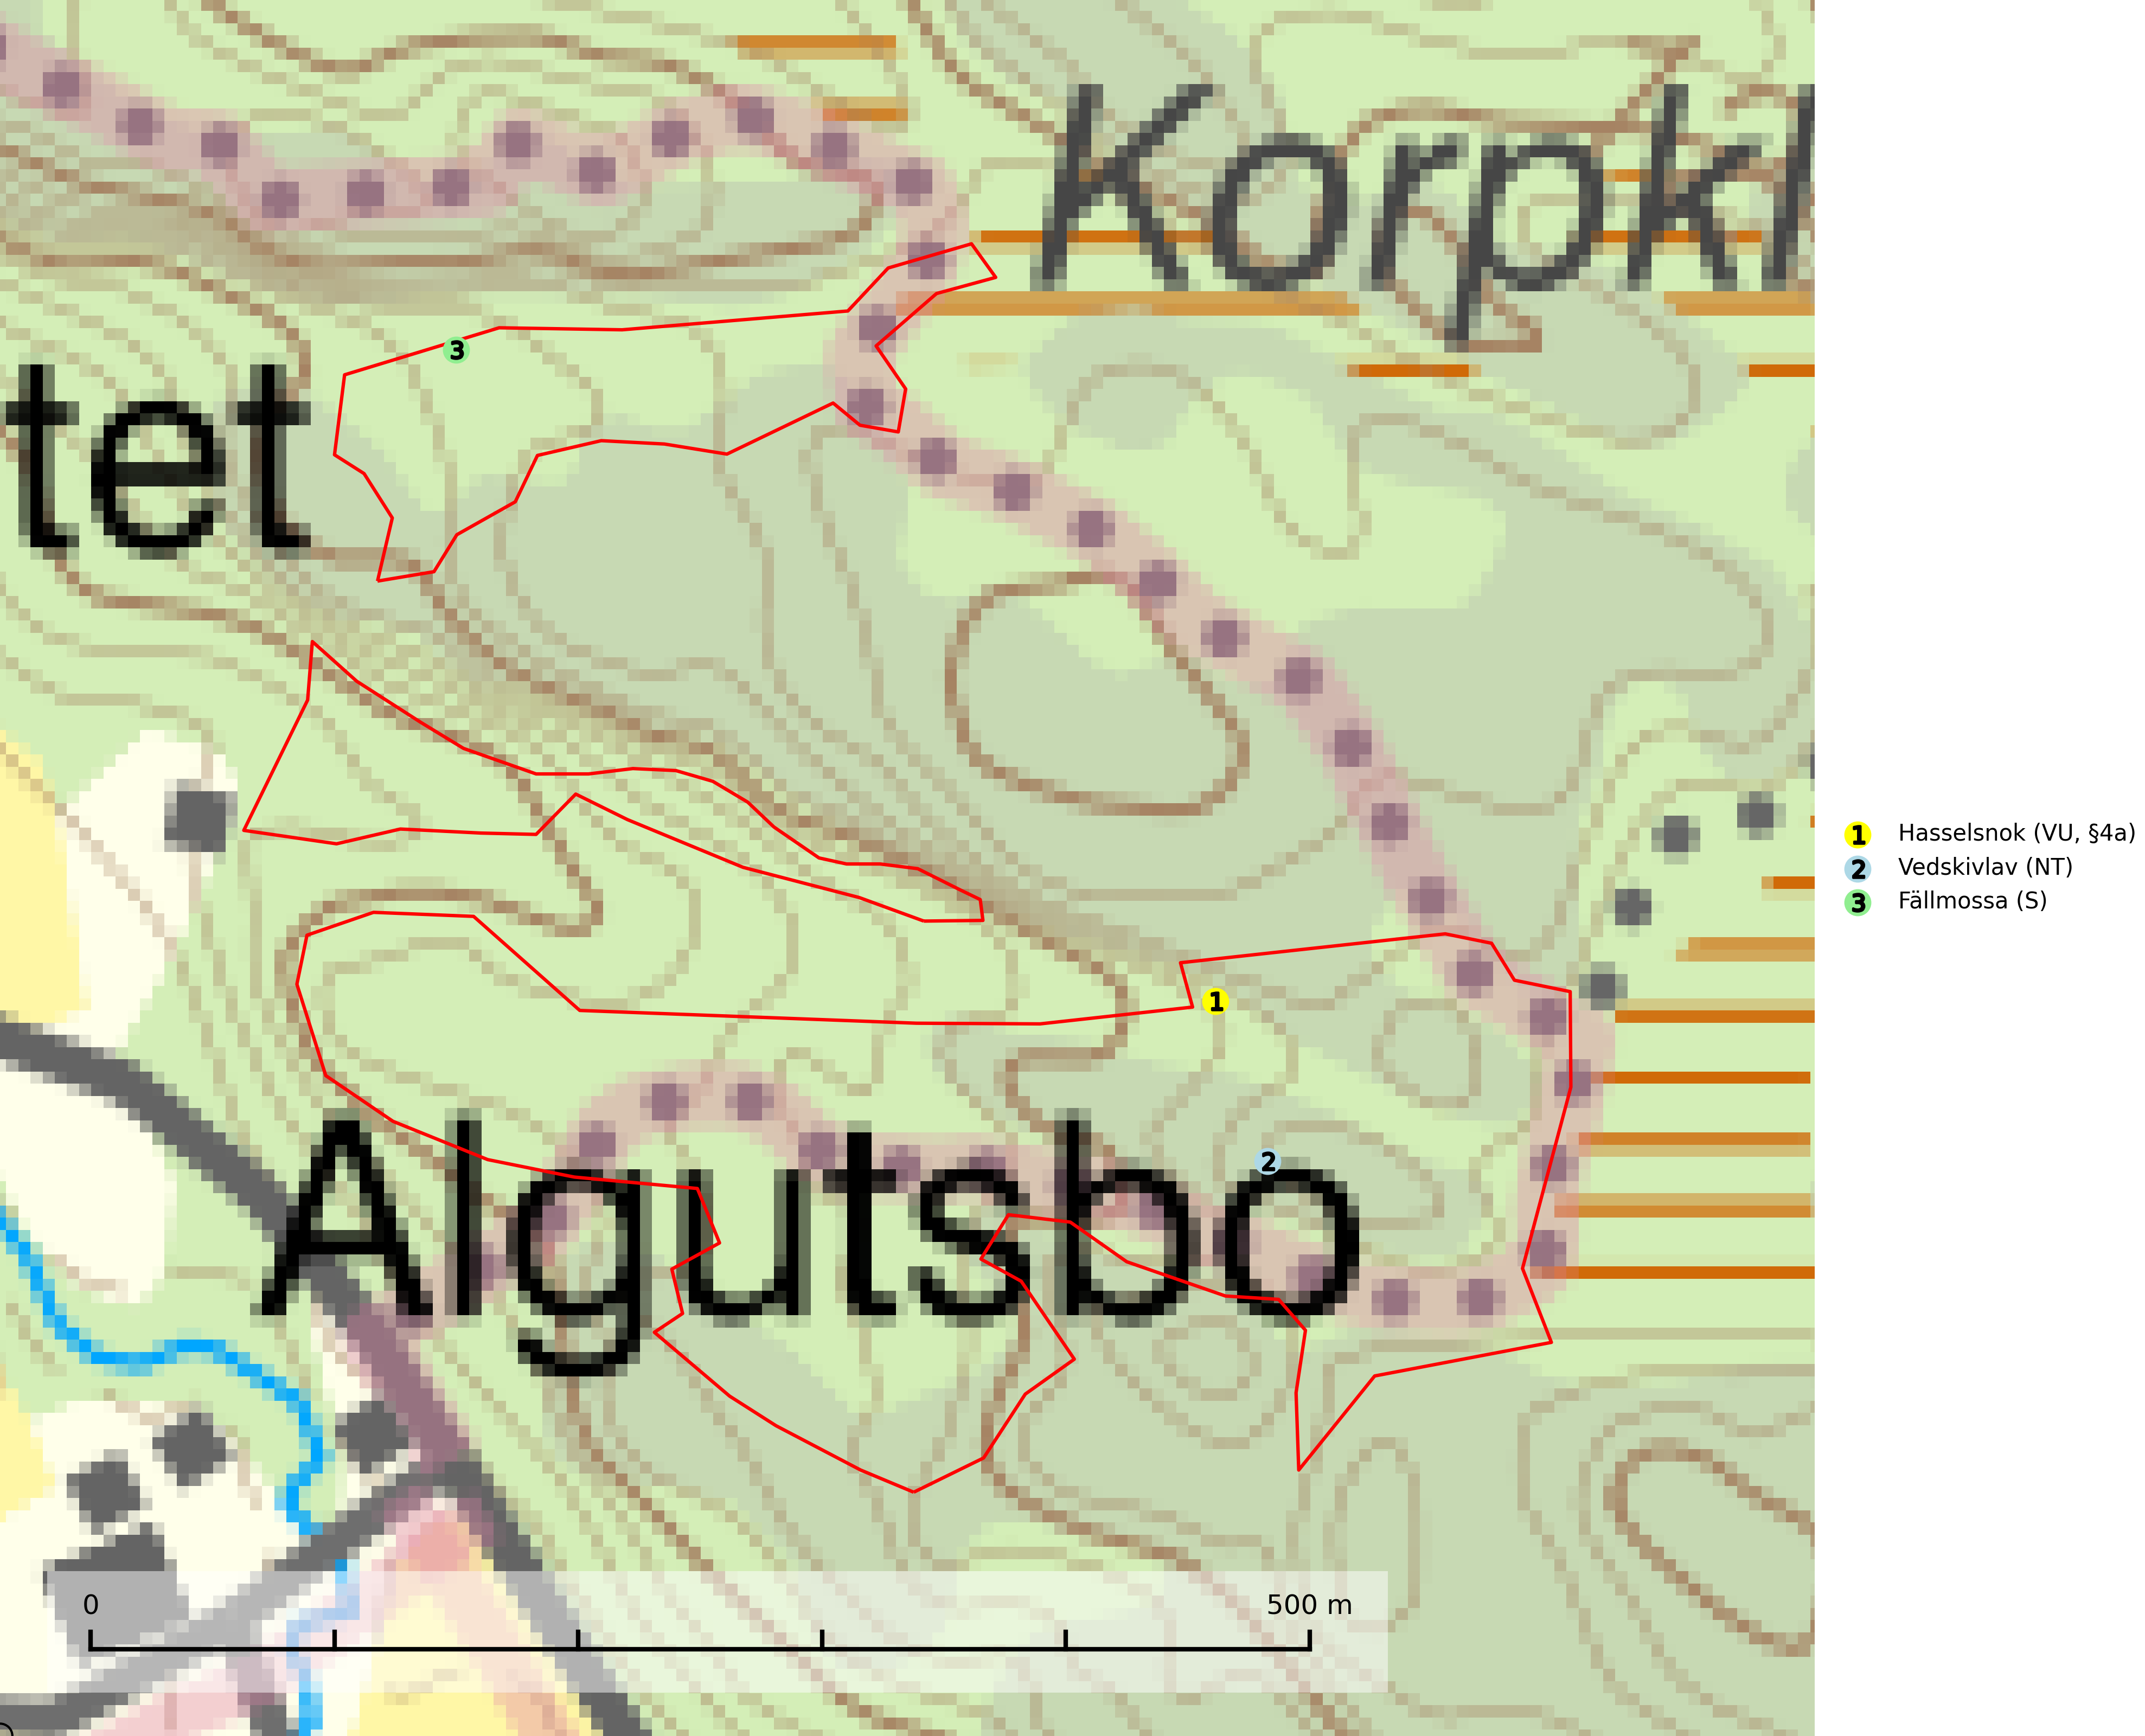 Korpkl
3
tet
1
Algutsbo
2
0 500 m
1 Hasselsnok (VU, §4a)
2 Vedskivlav (NT)
3 Fällmossa (S)